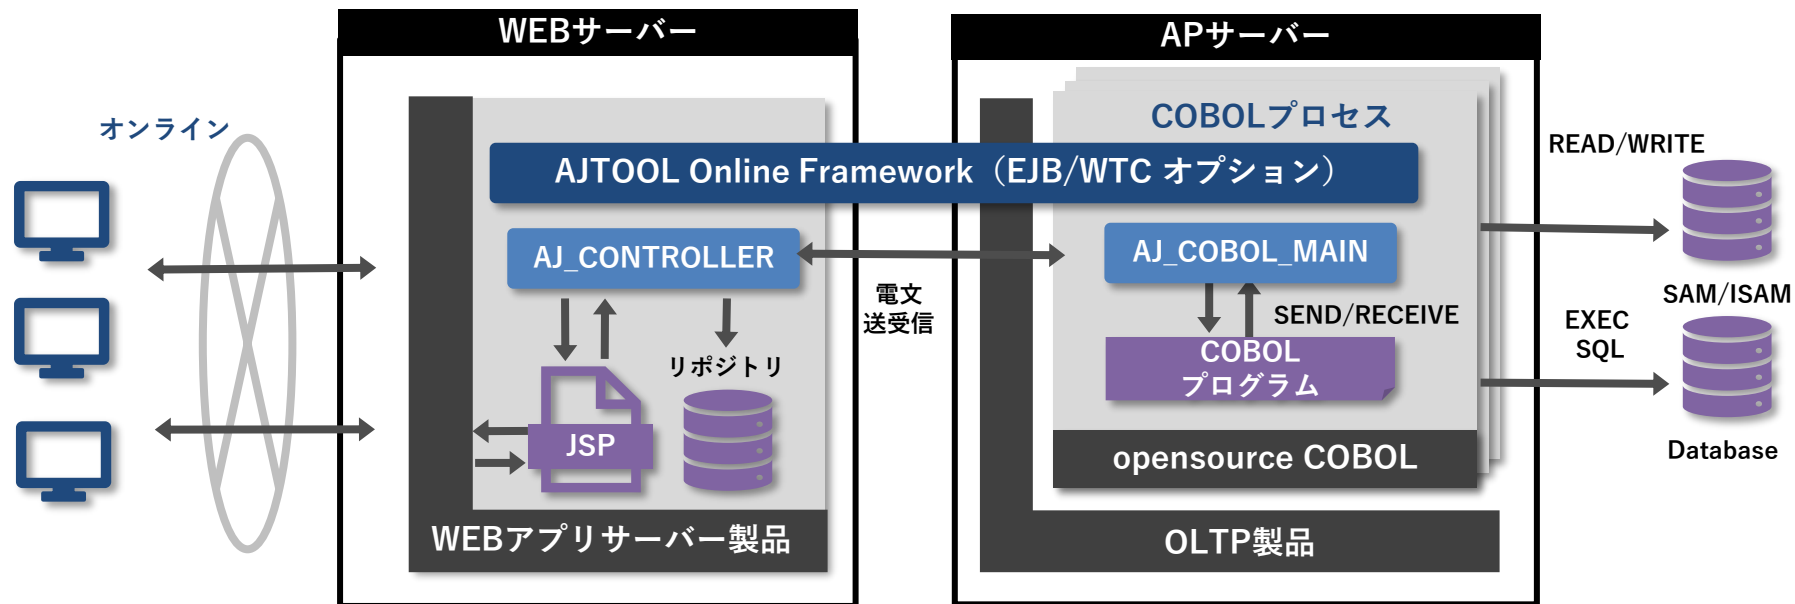 WEBサーバー
APサーバー
オンライン
COBOLプロセス
READ/WRITE
AJTOOL Online Framework（EJB/WTC オプション）
AJ_CONTROLLER
AJ_COBOL_MAIN
電文
送受信
SEND/RECEIVE
SAM/ISAM
EXEC
SQL
リポジトリ
COBOL
プログラム
JSP
opensource COBOL
Database
WEBアプリサーバー製品
OLTP製品